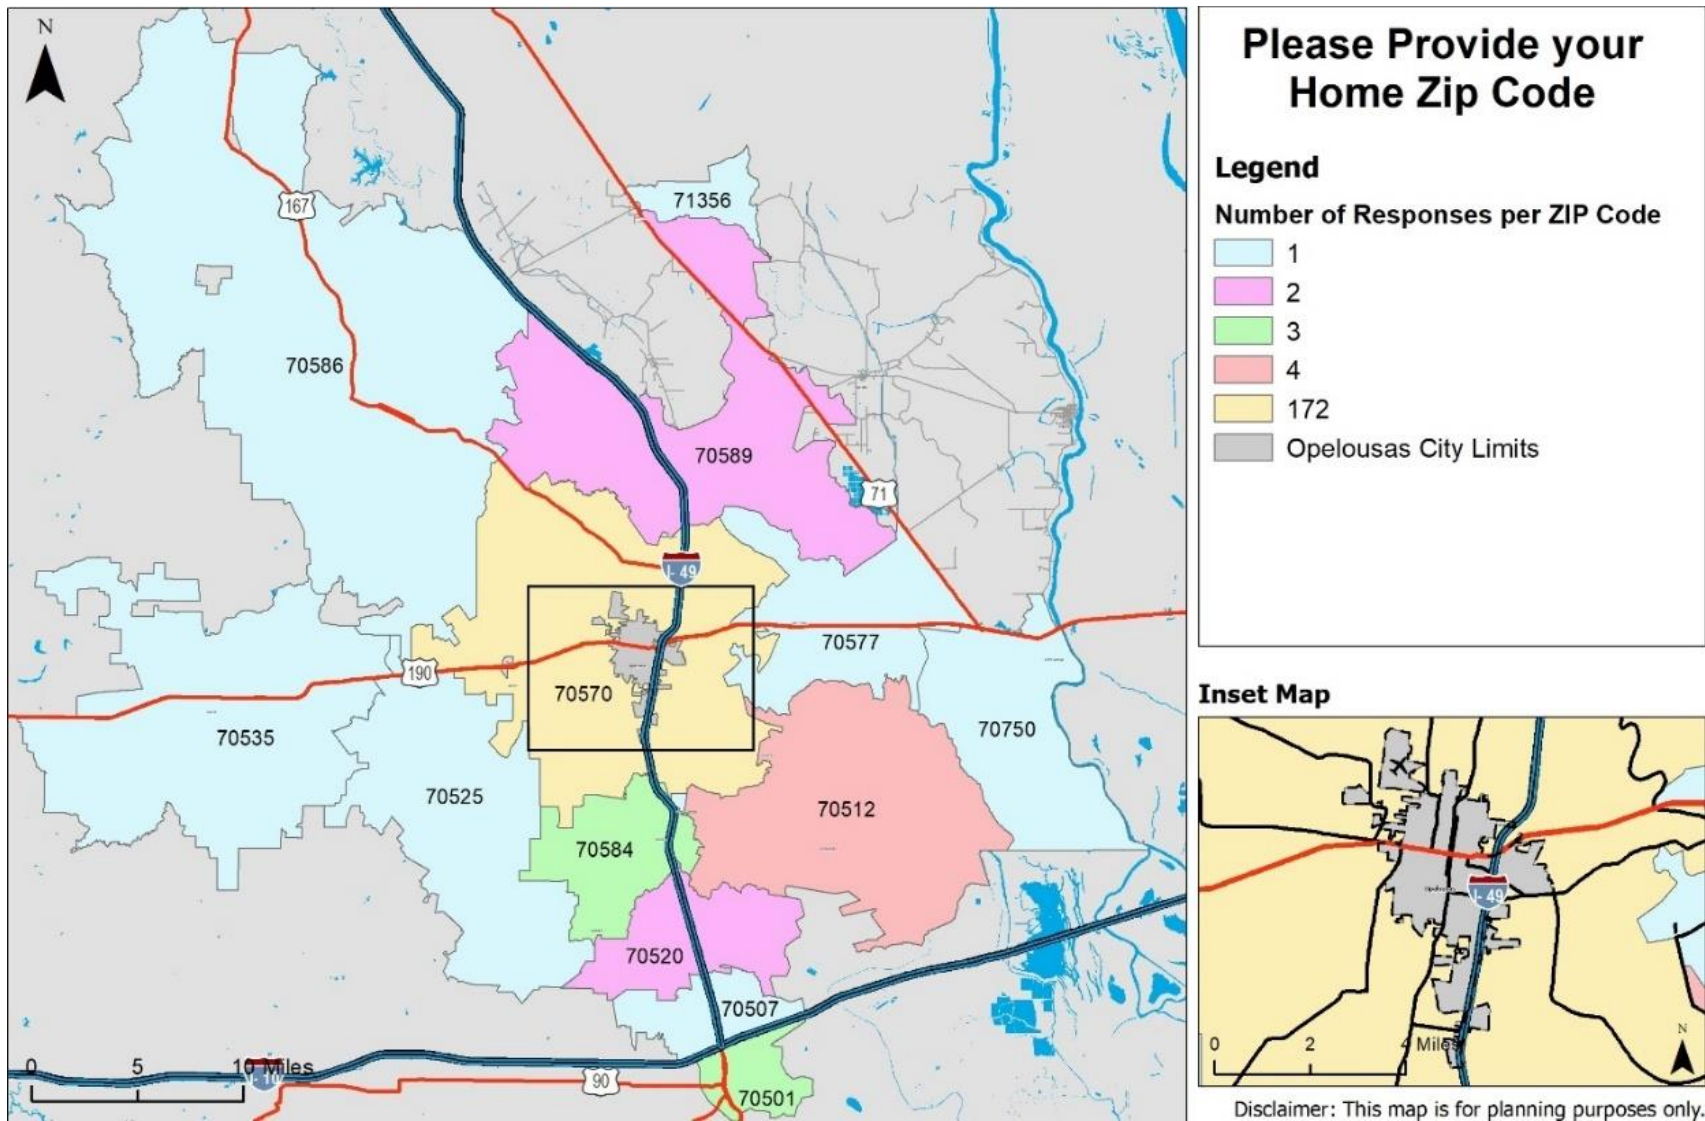 N
167
71356
70586
70589
71
I- 49
70577
190
70570
70750
70535
70525
70512
70584
70520
70507
0 5 10 Miles
I- 10
90
70501
Please Provide your
Home Zip Code
Legend
Number of Responses per ZIP Code
1
2
3
4
172
Opelousas City Limits
Inset Map
I- 49
0 2 4 Miles
N
Disclaimer: This map is for planning purposes only.